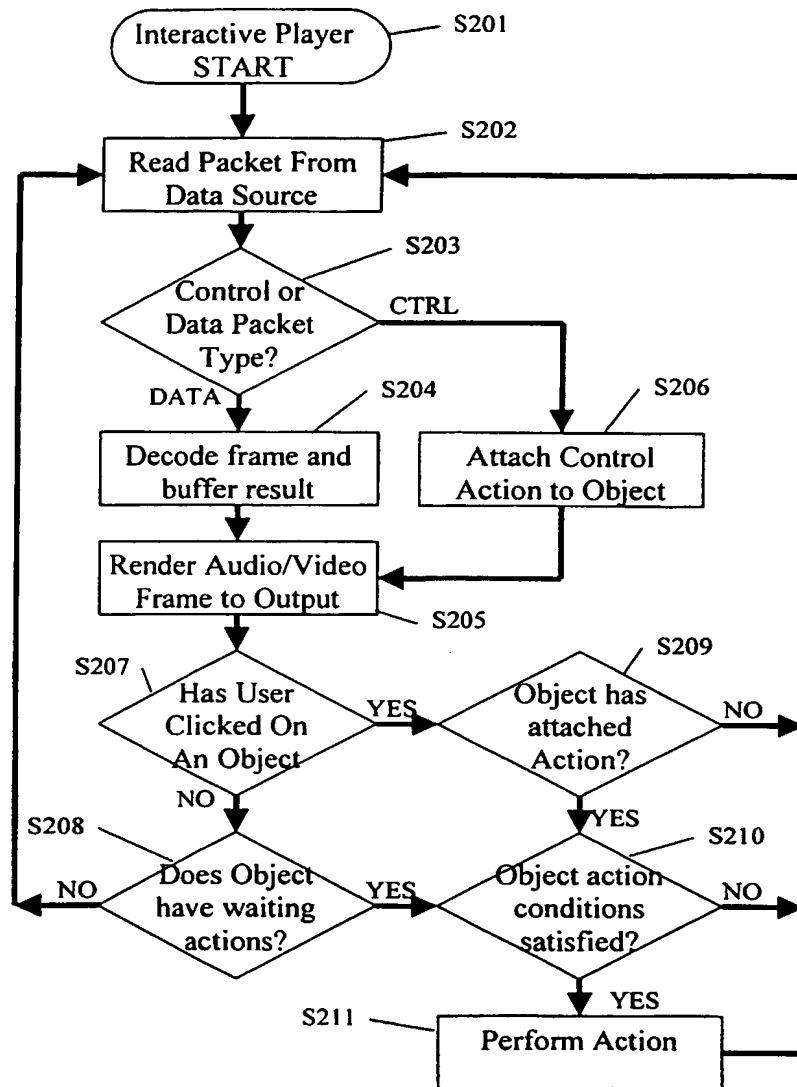 Interactive Player
START
S201
S202
Read Packet From
Data Source
S203
Control or
Data Packet
Type?
CTRL
DATA
S204
S206
Decode frame and
buffer result
Attach Control
Action to Object
Render Audio/Video
Frame to Output
S205
S207
S209
Has User
Clicked On
An Object
YES
Object has
attached
Action?
NO
NO
YES
S208
S210
NO
Does Object
have waiting
actions?
YES
Object action
conditions
satisfied?
NO
YES
S211
Perform Action